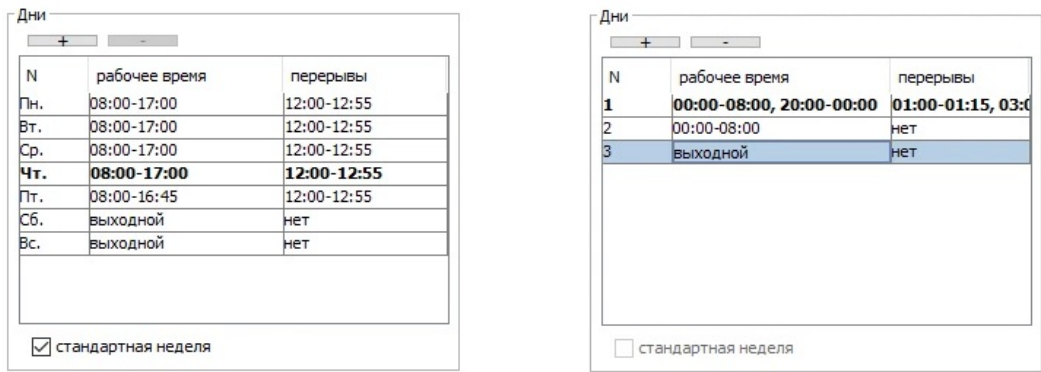 Дни
+ -
N рабочее время перерывы
Пн. 08:00-17:00 12:00-12:55
Вт. 08:00-17:00 12:00-12:55
Ср. 08:00-17:00 12:00-12:55
Чт. 08:00-17:00 12:00-12:55
Пт. 08:00-16:45 12:00-12:55
Сб. выходной нет
Вс. выходной нет
стандартная неделя
Дни
+ -
N рабочее время перерывы
1 00:00-08:00, 20:00-00:00 01:00-01:15, 03:0
2 00:00-08:00 нет
3 выходной нет
стандартная неделя